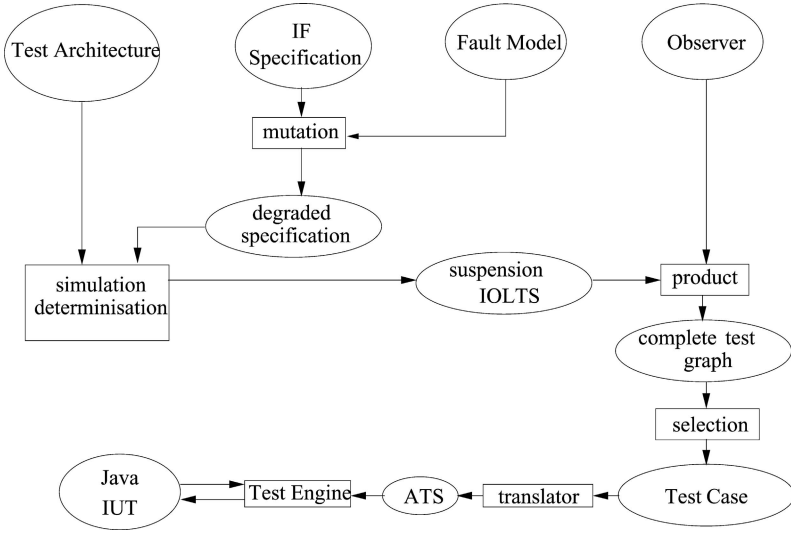 Test Architecture
IF
Specification
Fault Model
Observer
mutation
degraded
specification
simulation
determinisation
suspension
IOLTS
product
complete test
graph
selection
Java
IUT
Test Engine
ATS
translator
Test Case